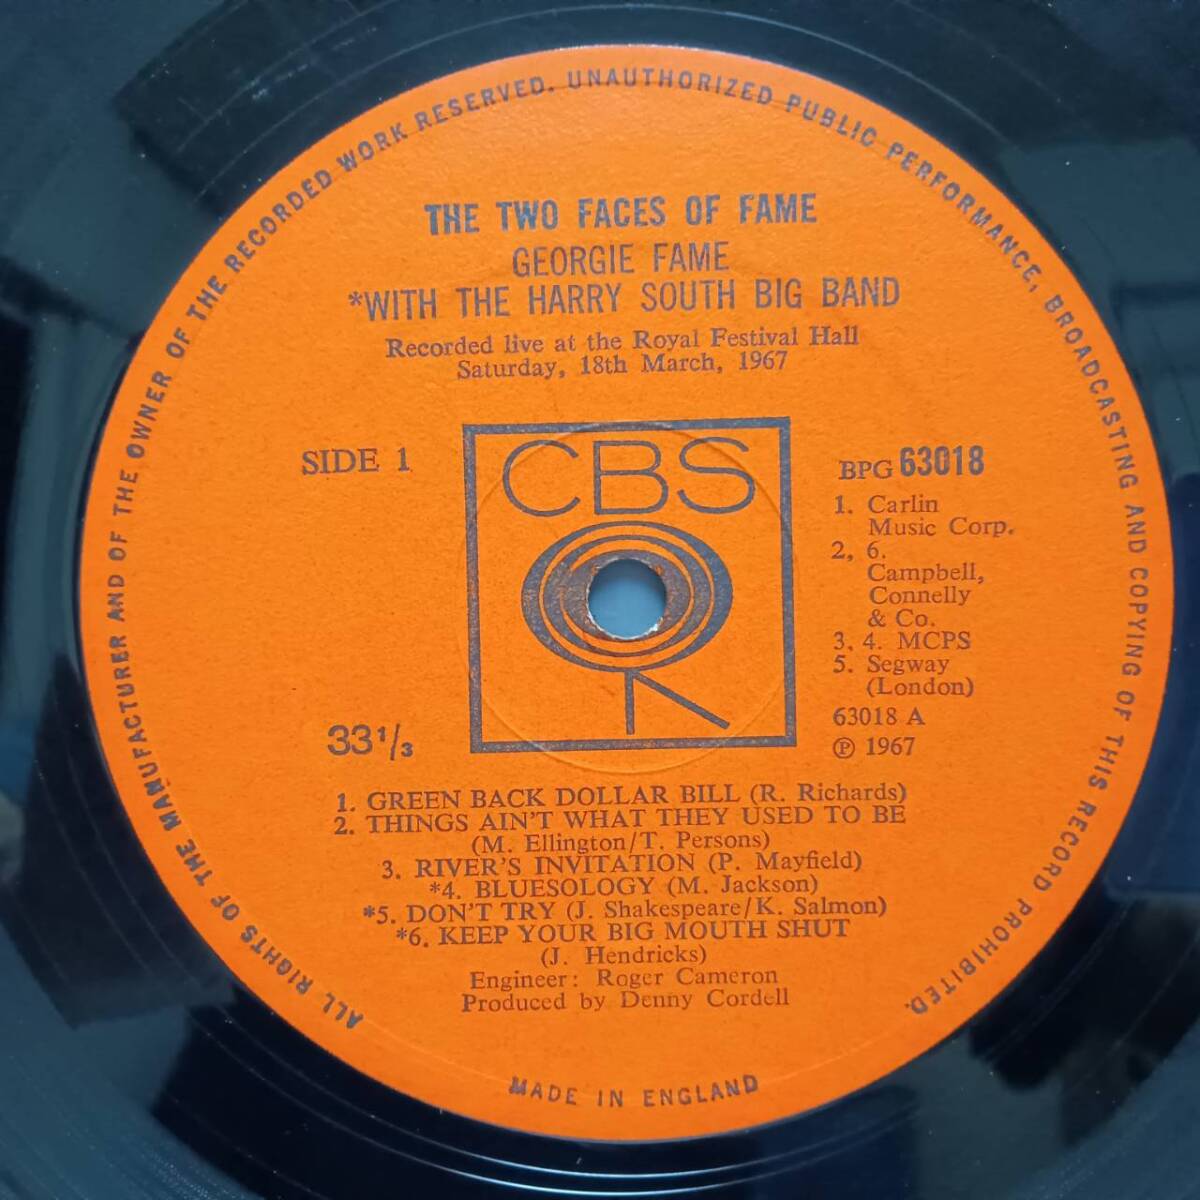 ALL RIGHTS OF THE MANUFACTURER AND OF THE OWNER OF THE RECORDED WORK RESERVED. UNAUTHORIZED PUBLIC PERFORMANCE, BROADCASTING AND COPYING OF THIS RECORD PROHIBITED.
THE TWO FACES OF FAME
GEORGIE FAME
*WITH THE HARRY SOUTH BIG BAND
Recorded live at the Royal Festival Hall
Saturday, 18th March, 1967
SIDE 1
CBS
BPG 63018
1. Carlin
Music Corp.
2, 6.
Campbell,
Connelly
& Co.
3, 4. MCPS
5. Segway
(London)
63018 A
℗ 1967
33 1/3
1. GREEN BACK DOLLAR BILL (R. Richards)
2. THINGS AIN'T WHAT THEY USED TO BE
(M. Ellington/T. Persons)
3. RIVER'S INVITATION (P. Mayfield)
*4. BLUESOLOGY (M. Jackson)
*5. DON'T TRY (J. Shakespeare/K. Salmon)
*6. KEEP YOUR BIG MOUTH SHUT
(J. Hendricks)
Engineer: Roger Cameron
Produced by Denny Cordell
MADE IN ENGLAND